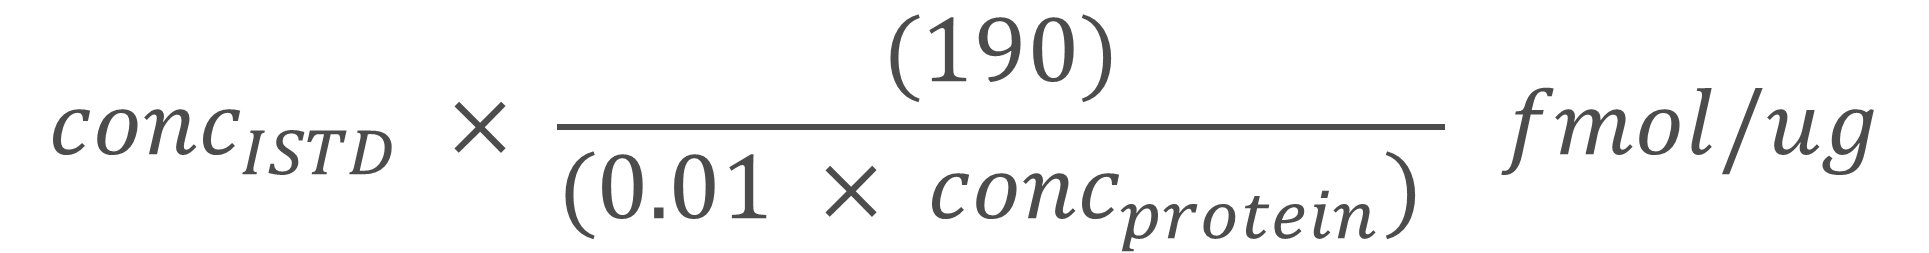 conc_ISTD × (190) / (0.01 × conc_protein) fmol/ug